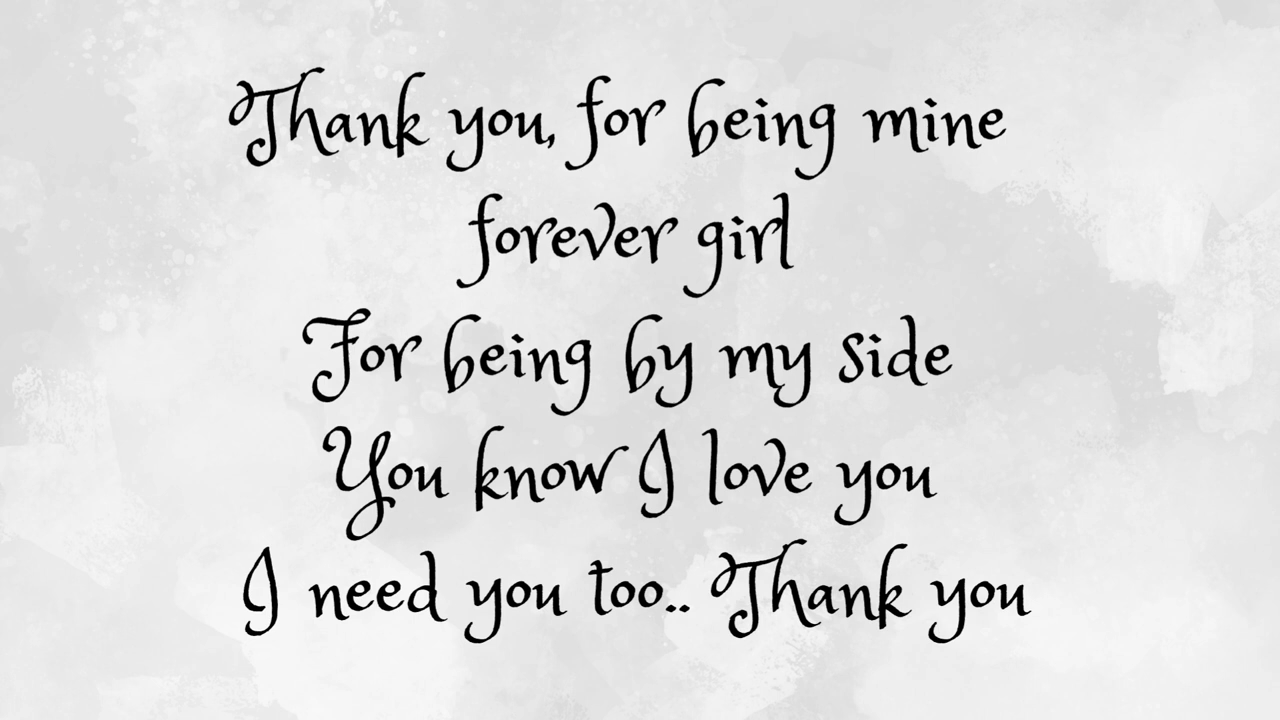 Thank you, for being mine
forever girl
For being by my side
You know I love you
I need you too.. Thank you